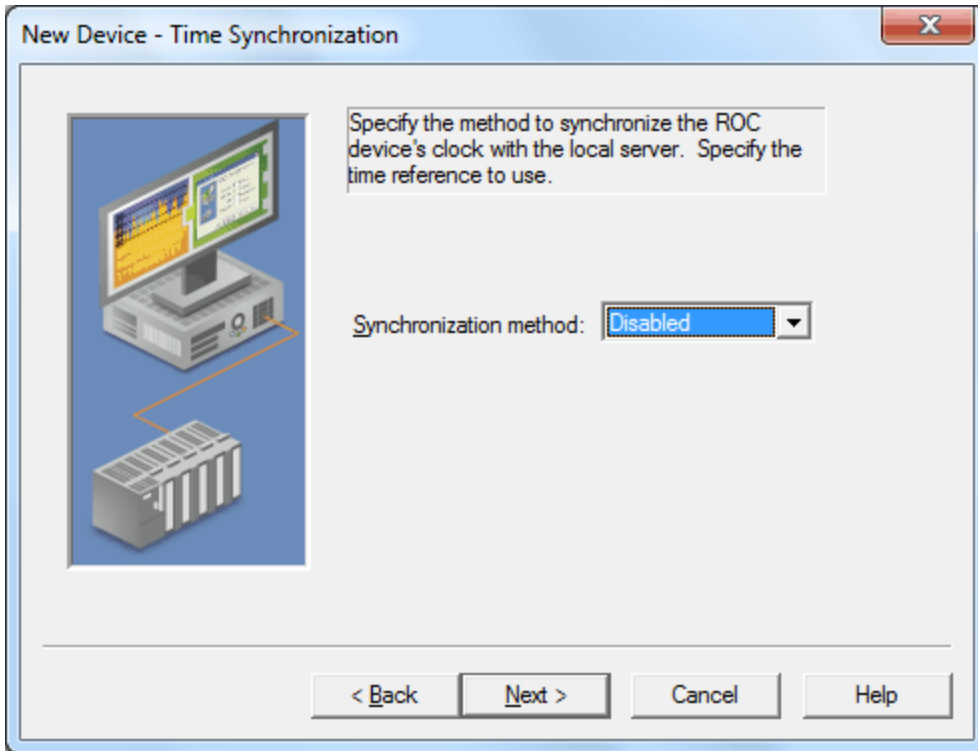 New Device - Time Synchronization
Specify the method to synchronize the ROC
device's clock with the local server.  Specify the
time reference to use.
Synchronization method:
Disabled
< Back
Next >
Cancel
Help